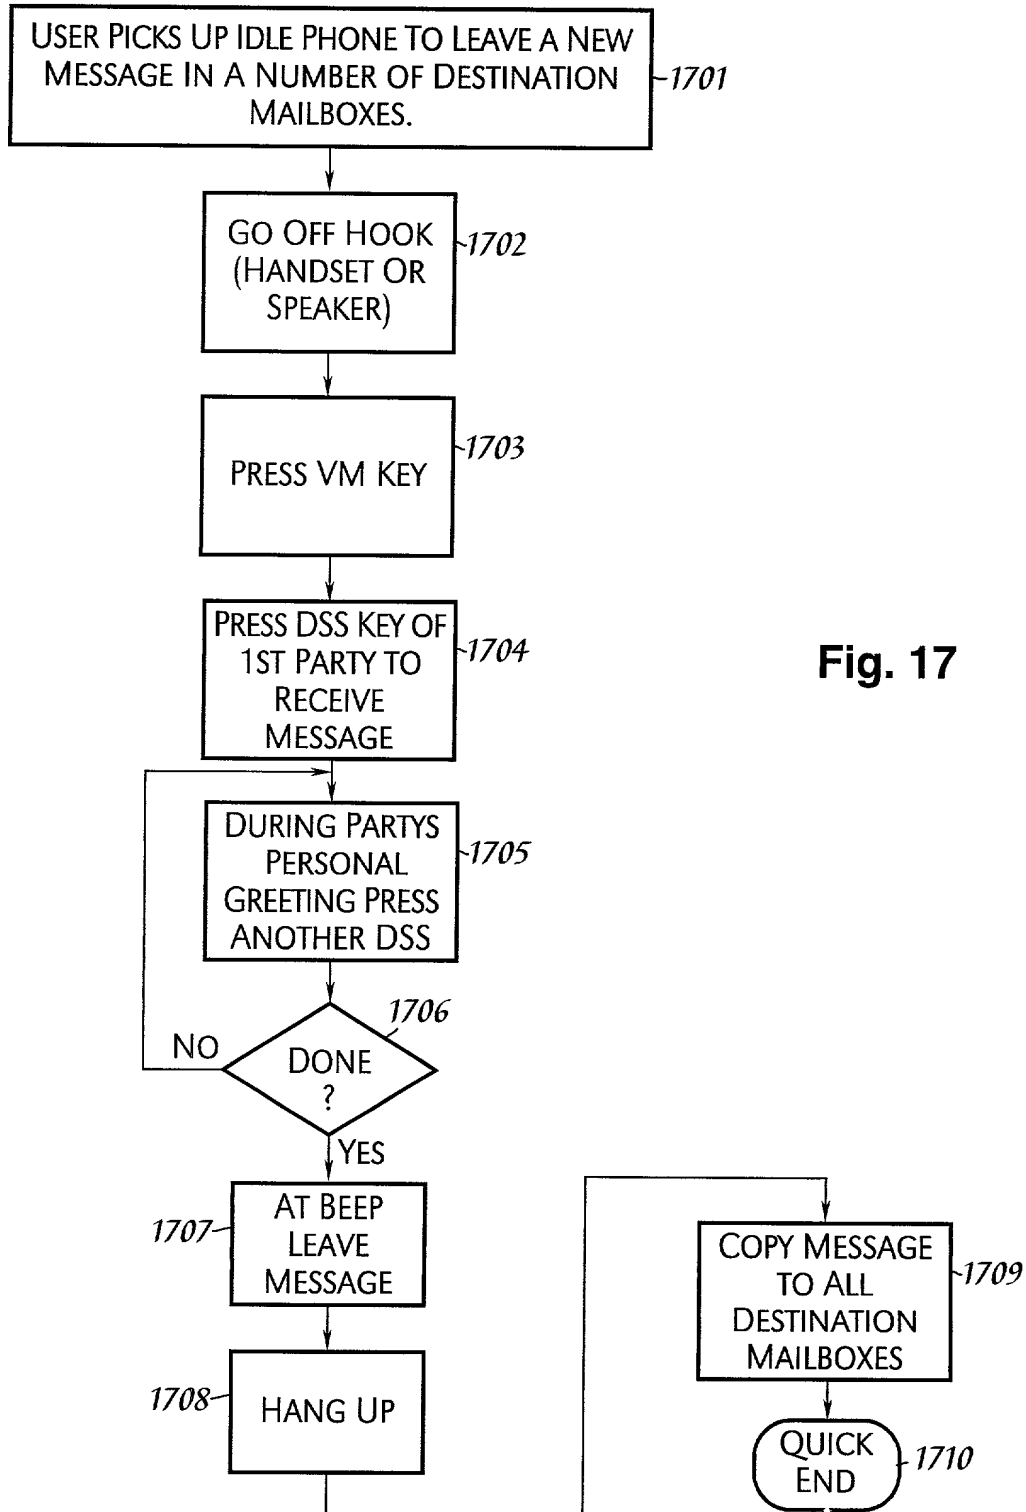 USER PICKS UP IDLE PHONE TO LEAVE A NEW
MESSAGE IN A NUMBER OF DESTINATION
MAILBOXES.
1701
GO OFF HOOK
(HANDSET OR
SPEAKER)
1702
PRESS VM KEY
1703
PRESS DSS KEY OF
1ST PARTY TO
RECEIVE
MESSAGE
1704
Fig. 17
DURING PARTYS
PERSONAL
GREETING PRESS
ANOTHER DSS
1705
1706
NO
DONE
?
YES
1707
AT BEEP
LEAVE
MESSAGE
1708
HANG UP
COPY MESSAGE
TO ALL
DESTINATION
MAILBOXES
1709
QUICK
END
1710